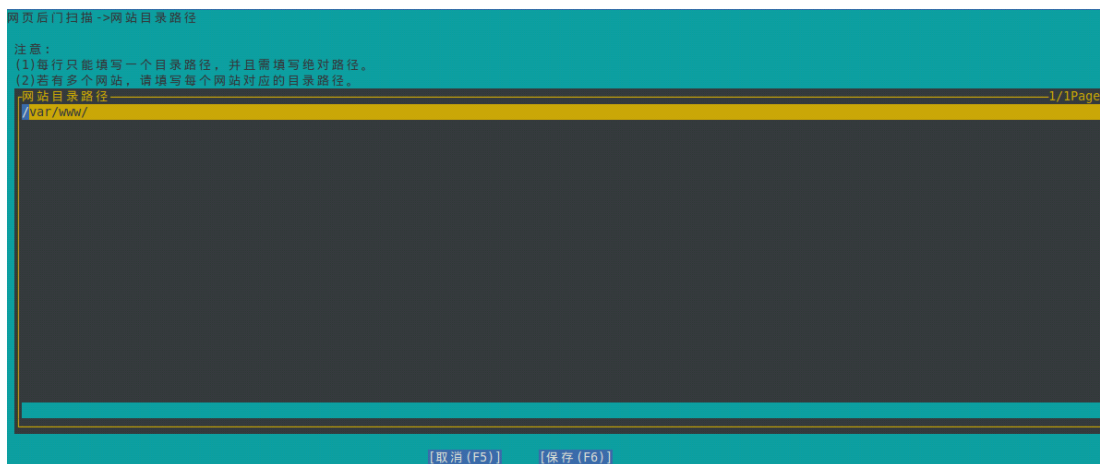 网页后门扫描->网站目录路径
注意:
(1)每行只能填写一个目录路径，并且需填写绝对路径。
(2)若有多个网站，请填写每个网站对应的目录路径。
网站目录路径 1/1Page
/var/www/
[取消(F5)] [保存(F6)]